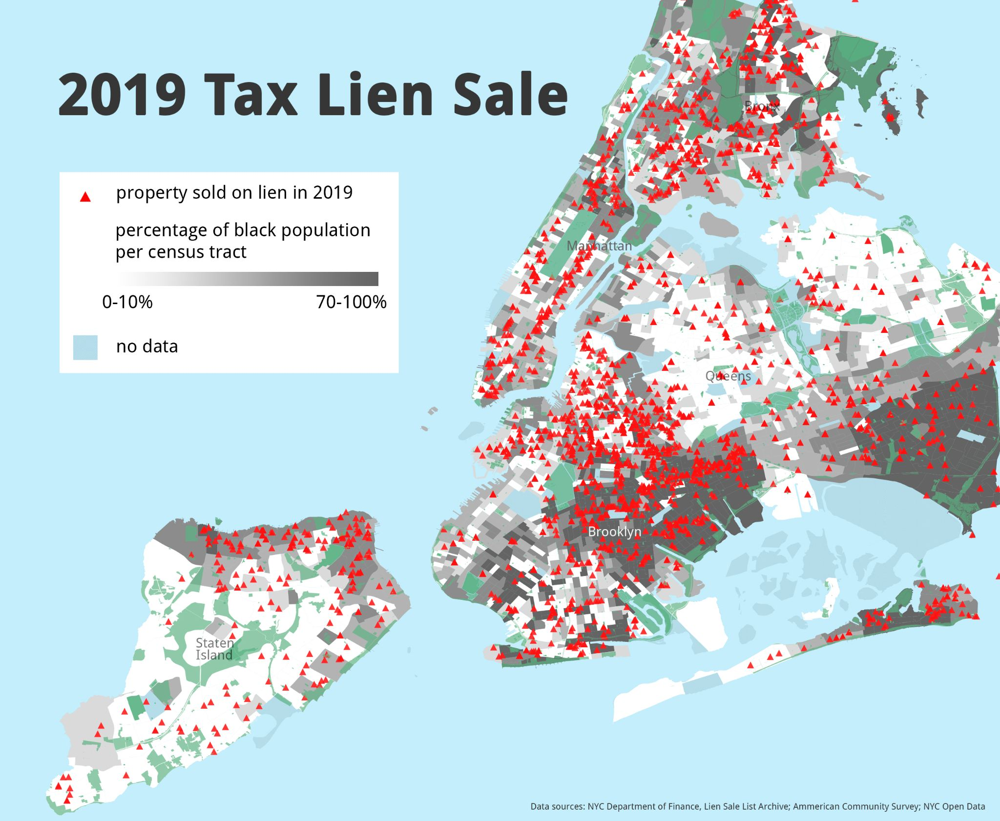 2019 Tax Lien Sale
property sold on lien in 2019
percentage of black population
per census tract
0-10%
70-100%
no data
Bronx
Manhattan
Queens
Brooklyn
Staten
Island
Data sources: NYC Department of Finance, Lien Sale List Archive; Ammerican Community Survey; NYC Open Data